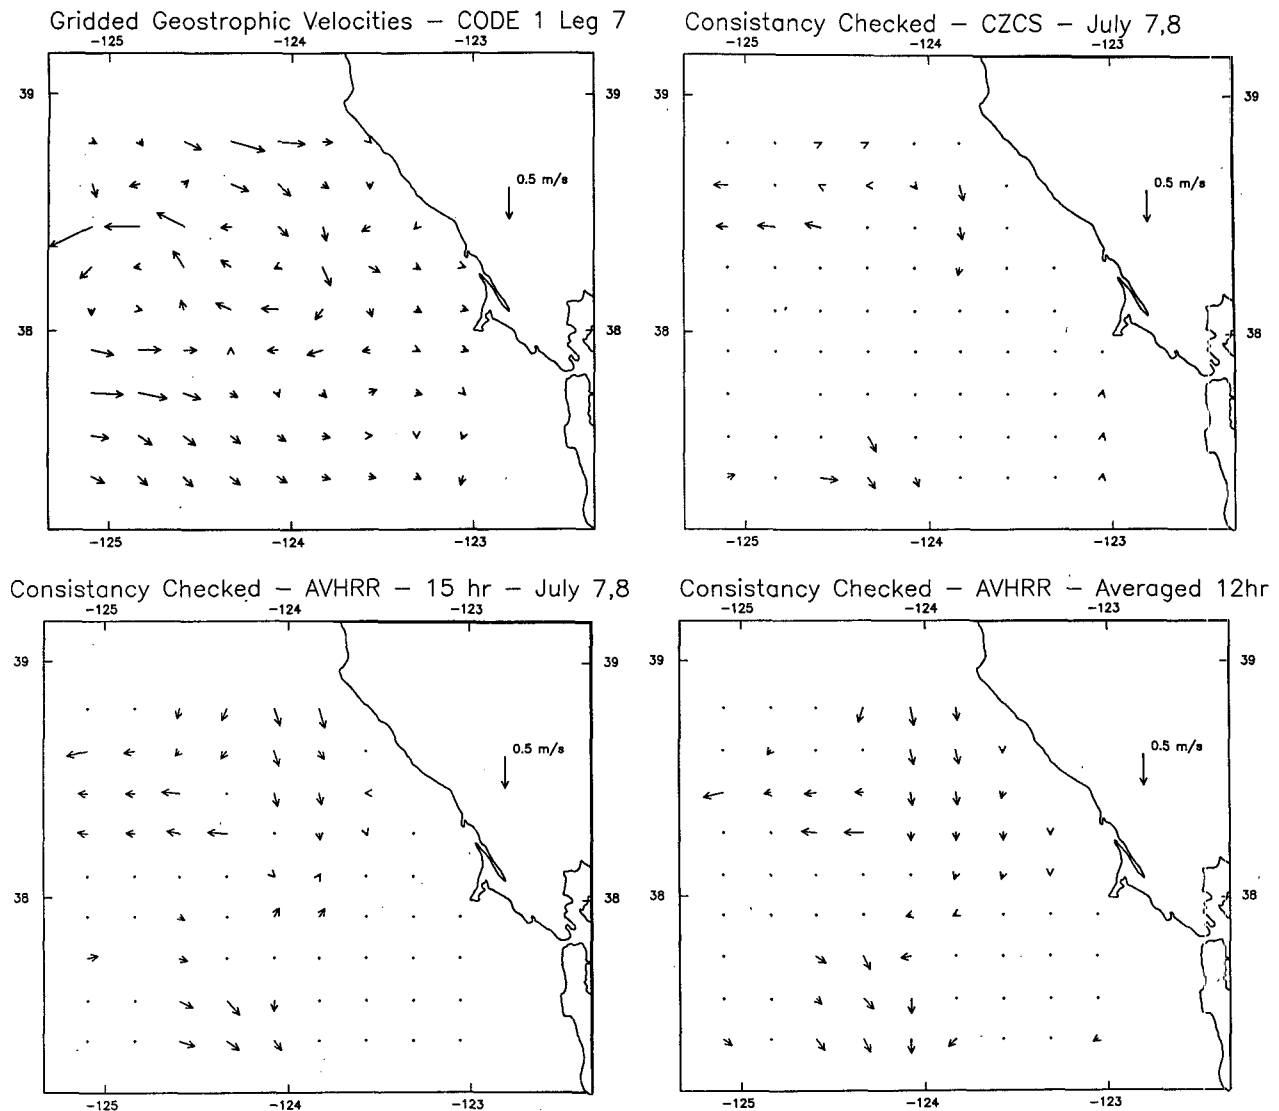 Gridded Geostrophic Velocities – CODE 1 Leg 7
-125 -124 -123
39 39
0.5 m/s
38 38
-125 -124 -123
Consistancy Checked – CZCS – July 7,8
-125 -124 -123
39 39
0.5 m/s
38 38
-125 -124 -123
Consistancy Checked – AVHRR – 15 hr – July 7,8
-125 -124 -123
39 39
0.5 m/s
38 38
-125 -124 -123
Consistancy Checked – AVHRR – Averaged 12hr
-125 -124 -123
39 39
0.5 m/s
38 38
-125 -124 -123